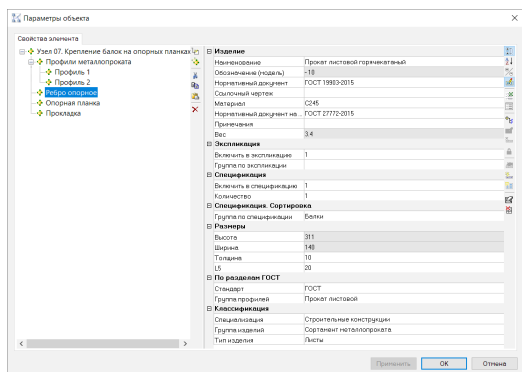 Параметры объекта
Свойства элемента
Узел 07. Крепление балок на опорных планках
Профили металлопроката
Профиль 1
Профиль 2
Ребро опорное
Опорная планка
Прокладка
Изделие
Наименование Прокат листовой горячекатаный
Обозначение (модель) -10
Нормативный документ ГОСТ 19903-2015
Ссылочный чертеж
Материал С245
Нормативный документ на ... ГОСТ 27772-2015
Примечания
Вес 3.4
Экспликация
Включить в экспликацию 1
Группа по экспликации
Спецификация
Включить в спецификацию 1
Количество 1
Спецификация. Сортировка
Группа по спецификации Балки
Размеры
Высота 311
Ширина 140
Толщина 10
L5 20
По разделам ГОСТ
Стандарт ГОСТ
Группа профилей Прокат листовой
Классификация
Специализация Строительные конструкции
Группа изделий Сортамент металлопроката
Тип изделия Листы
Применить ОК Отмена